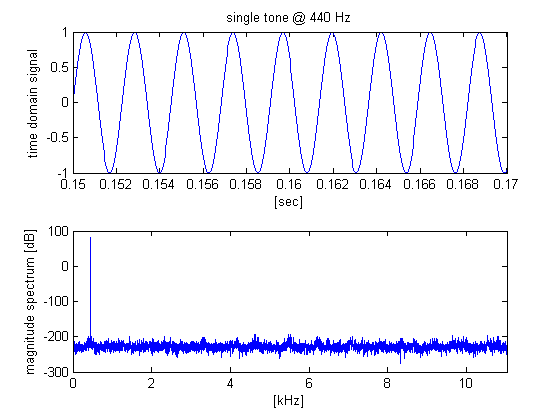 single tone @ 440 Hz
time domain signal
1
0.5
0
-0.5
-1
0.15 0.152 0.154 0.156 0.158 0.16 0.162 0.164 0.166 0.168 0.17
[sec]
magnitude spectrum [dB]
100
0
-100
-200
-300
0 2 4 6 8 10
[kHz]